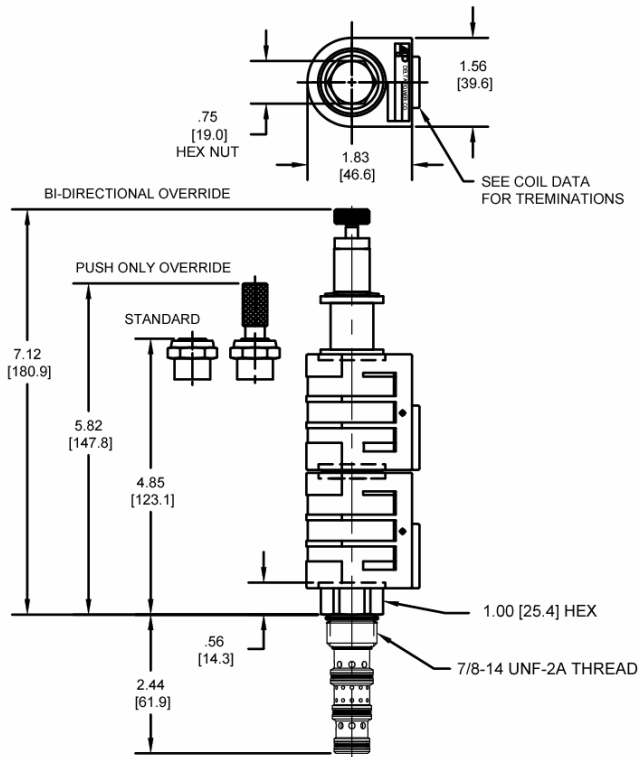 1.56
[39.6]
.75
[19.0]
HEX NUT
1.83
[46.6]
SEE COIL DATA
FOR TREMINATIONS
BI-DIRECTIONAL OVERRIDE
PUSH ONLY OVERRIDE
STANDARD
7.12
[180.9]
5.82
[147.8]
4.85
[123.1]
1.00 [25.4] HEX
.56
[14.3]
7/8-14 UNF-2A THREAD
2.44
[61.9]